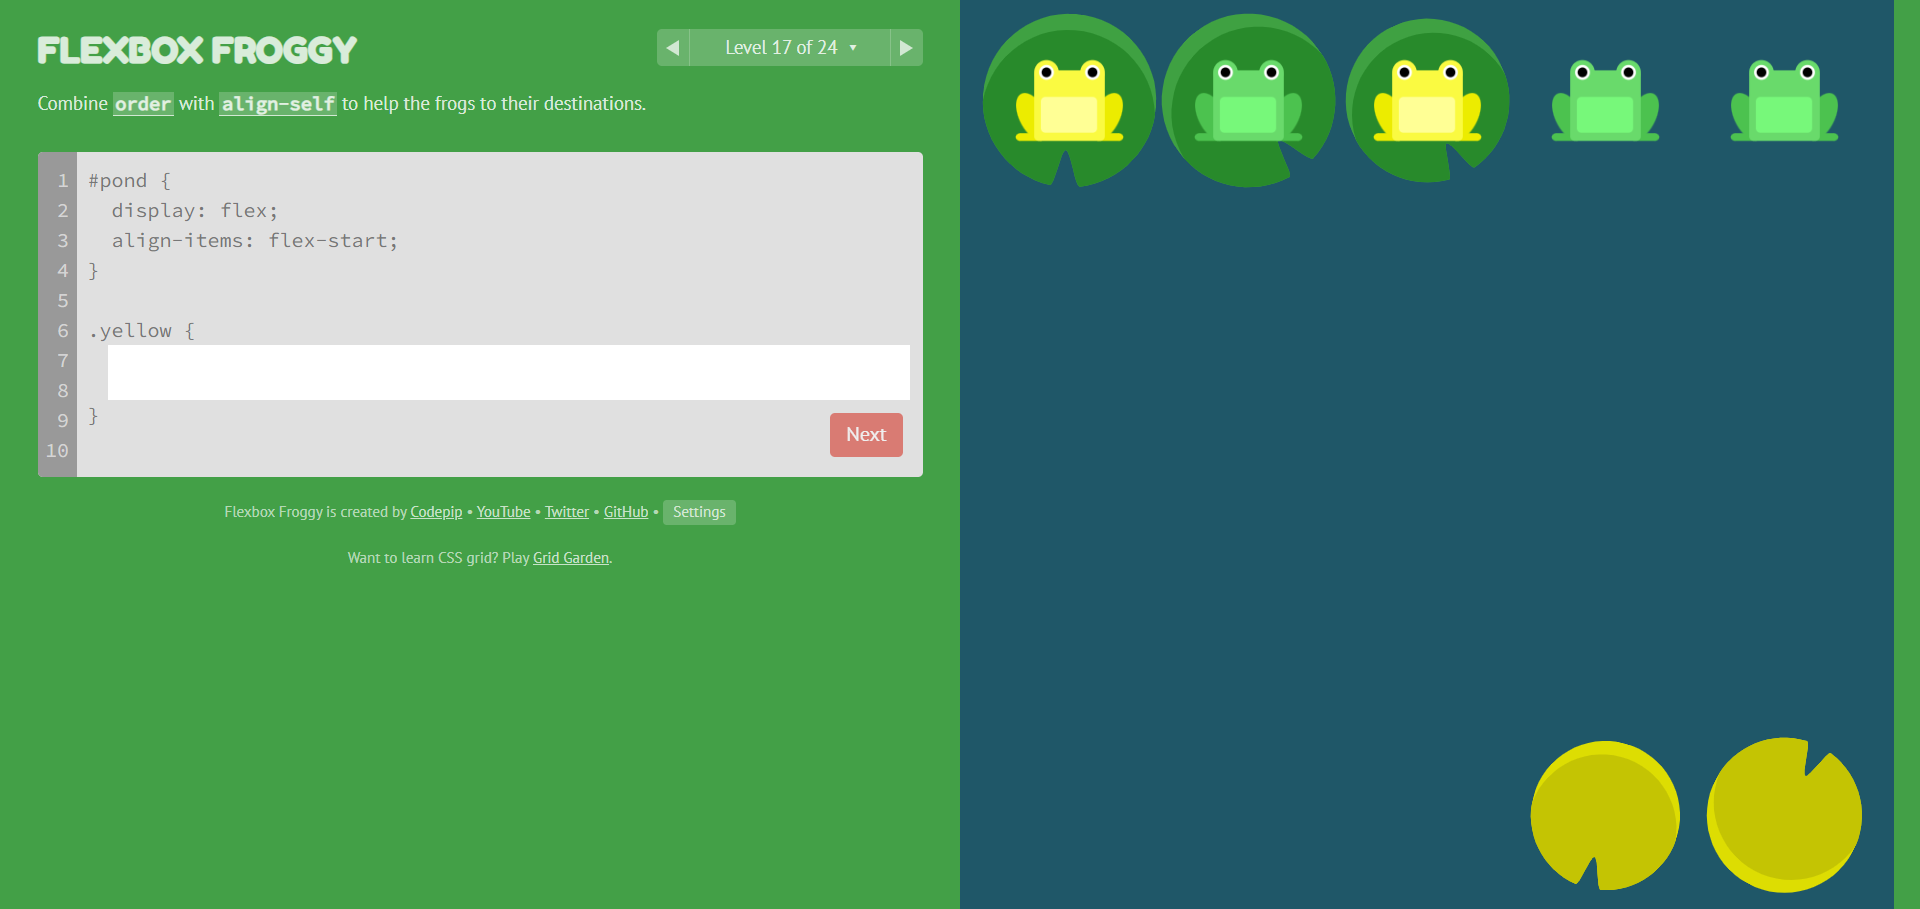 FLEXBOX FROGGY
◀ Level 17 of 24 ▼ ▶
Combine order with align-self to help the frogs to their destinations.
1 #pond {
2   display: flex;
3   align-items: flex-start;
4 }
5
6 .yellow {
7
8
9 }
10
Next
Flexbox Froggy is created by Codepip • YouTube • Twitter • GitHub • Settings
Want to learn CSS grid? Play Grid Garden.